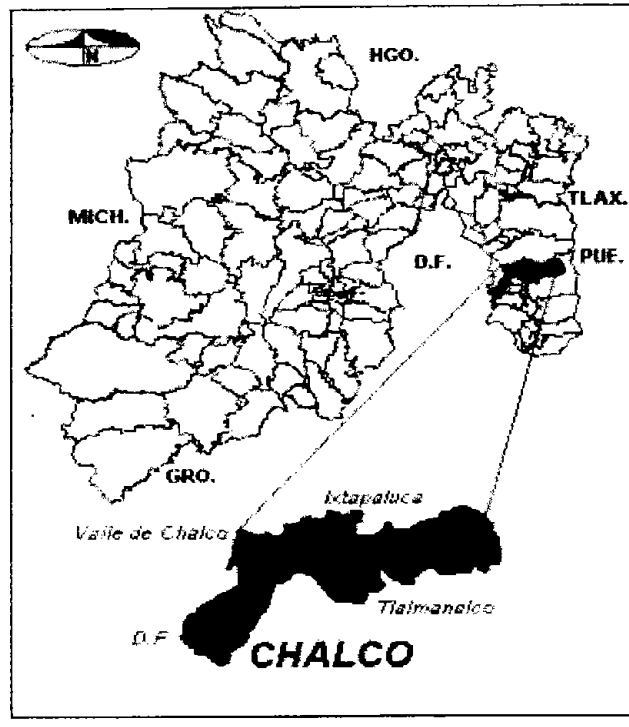 N
HGO.
MICH.
TLAX.
D.F.
PUE.
GRO.
Ixtapaluca
Valle de Chalco
Tlalmanalco
D.F
CHALCO